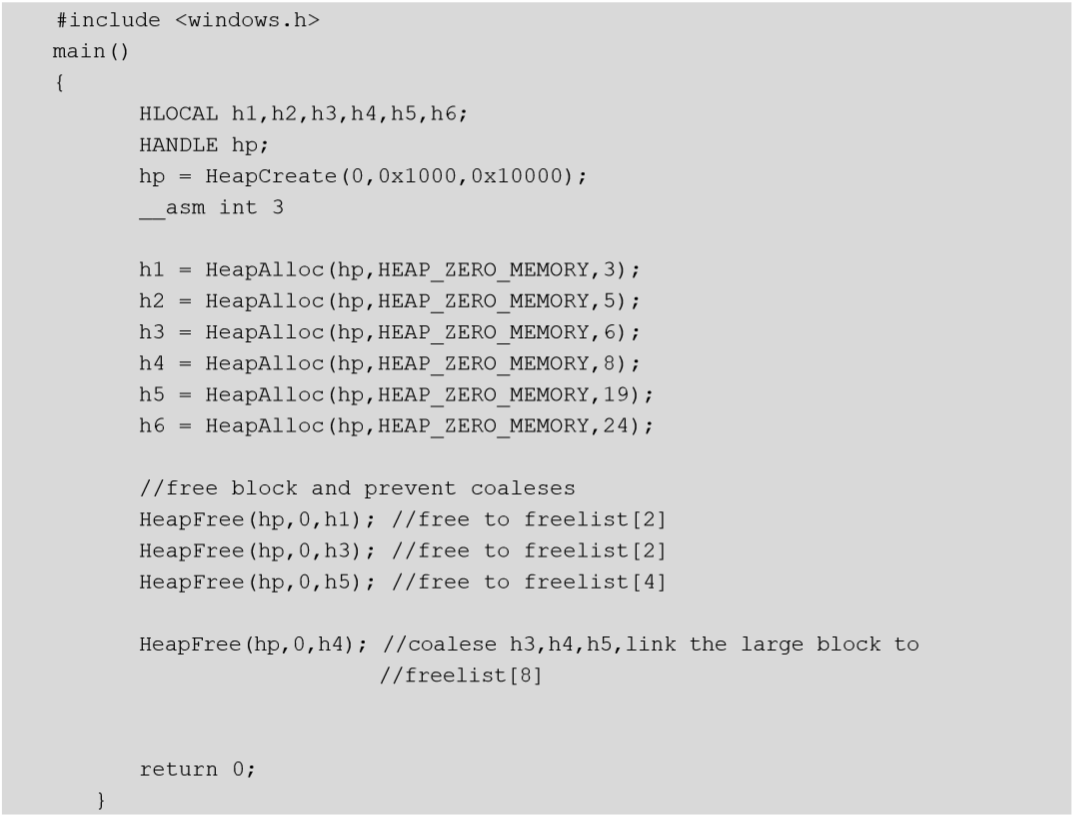 #include <windows.h>
main()
{
HLOCAL h1,h2,h3,h4,h5,h6;
HANDLE hp;
hp = HeapCreate(0,0x1000,0x10000);
__asm int 3
h1 = HeapAlloc(hp,HEAP_ZERO_MEMORY,3);
h2 = HeapAlloc(hp,HEAP_ZERO_MEMORY,5);
h3 = HeapAlloc(hp,HEAP_ZERO_MEMORY,6);
h4 = HeapAlloc(hp,HEAP_ZERO_MEMORY,8);
h5 = HeapAlloc(hp,HEAP_ZERO_MEMORY,19);
h6 = HeapAlloc(hp,HEAP_ZERO_MEMORY,24);
//free block and prevent coaleses
HeapFree(hp,0,h1); //free to freelist[2]
HeapFree(hp,0,h3); //free to freelist[2]
HeapFree(hp,0,h5); //free to freelist[4]
HeapFree(hp,0,h4); //coalese h3,h4,h5,link the large block to
//freelist[8]
return 0;
}